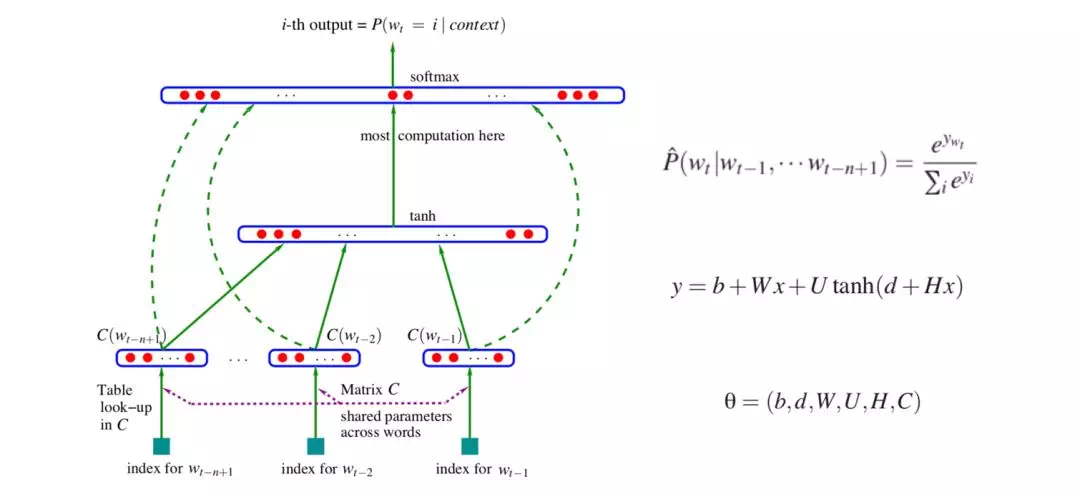 i-th output = P(w_t = i | context)
softmax
· · ·
· · ·
most computation here
tanh
· · ·
· · ·
C(w_{t−n+1})
C(w_{t−2})
C(w_{t−1})
· · ·
· · ·
· · ·
· · ·
Table
look−up
in C
Matrix C
shared parameters
across words
index for w_{t−n+1}
index for w_{t−2}
index for w_{t−1}
P̂(w_t|w_{t−1}, ··· w_{t−n+1}) = e^{y_{w_t}} / ∑_i e^{y_i}
y = b + Wx + U tanh(d + Hx)
θ = (b, d, W, U, H, C)